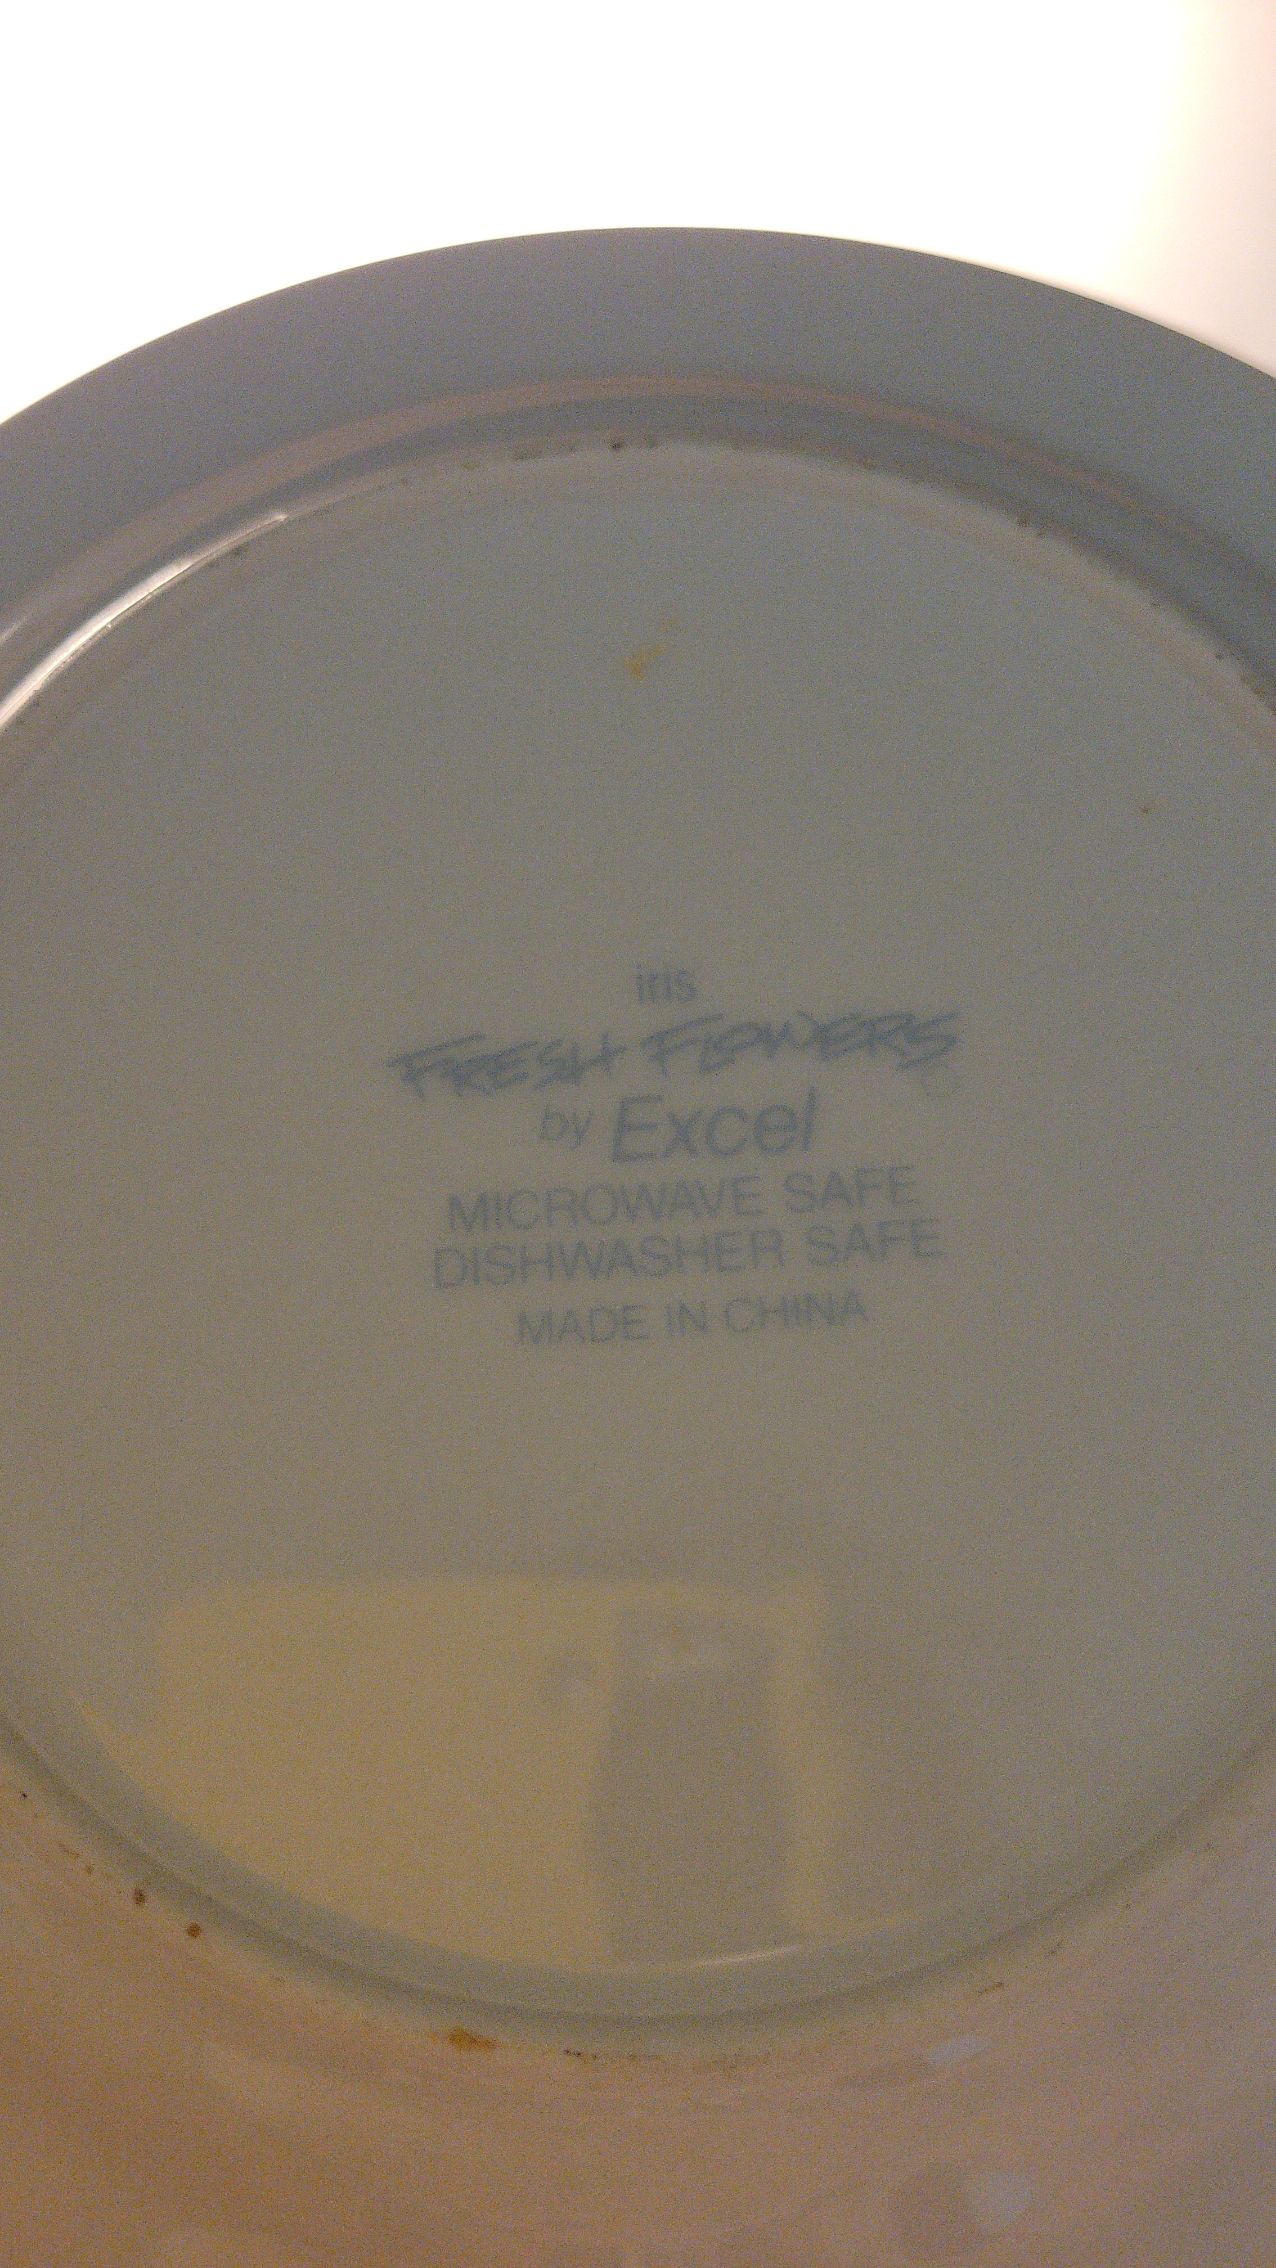 iris
FRESH FLOWERS
by Excel
MICROWAVE SAFE
DISHWASHER SAFE
MADE IN CHINA